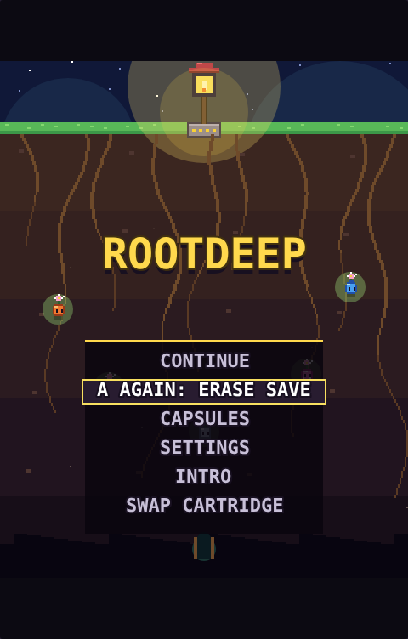 ROOTDEEP
CONTINUE
A AGAIN: ERASE SAVE
CAPSULES
SETTINGS
INTRO
SWAP CARTRIDGE